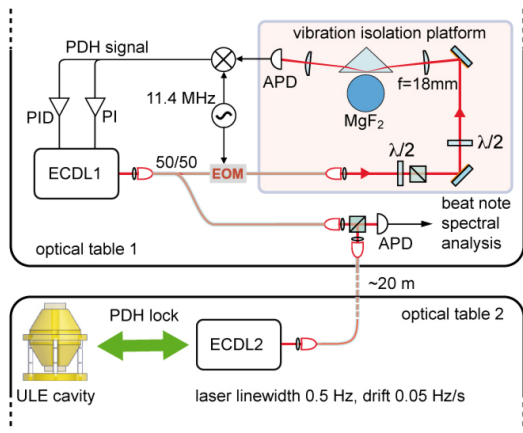 vibration isolation platform
PDH signal
APD
f=18mm
MgF₂
11.4 MHz
PID
PI
λ/2
λ/2
50/50
ECDL1
EOM
beat note
spectral
analysis
APD
optical table 1
~20 m
optical table 2
PDH lock
ECDL2
ULE cavity
laser linewidth 0.5 Hz, drift 0.05 Hz/s